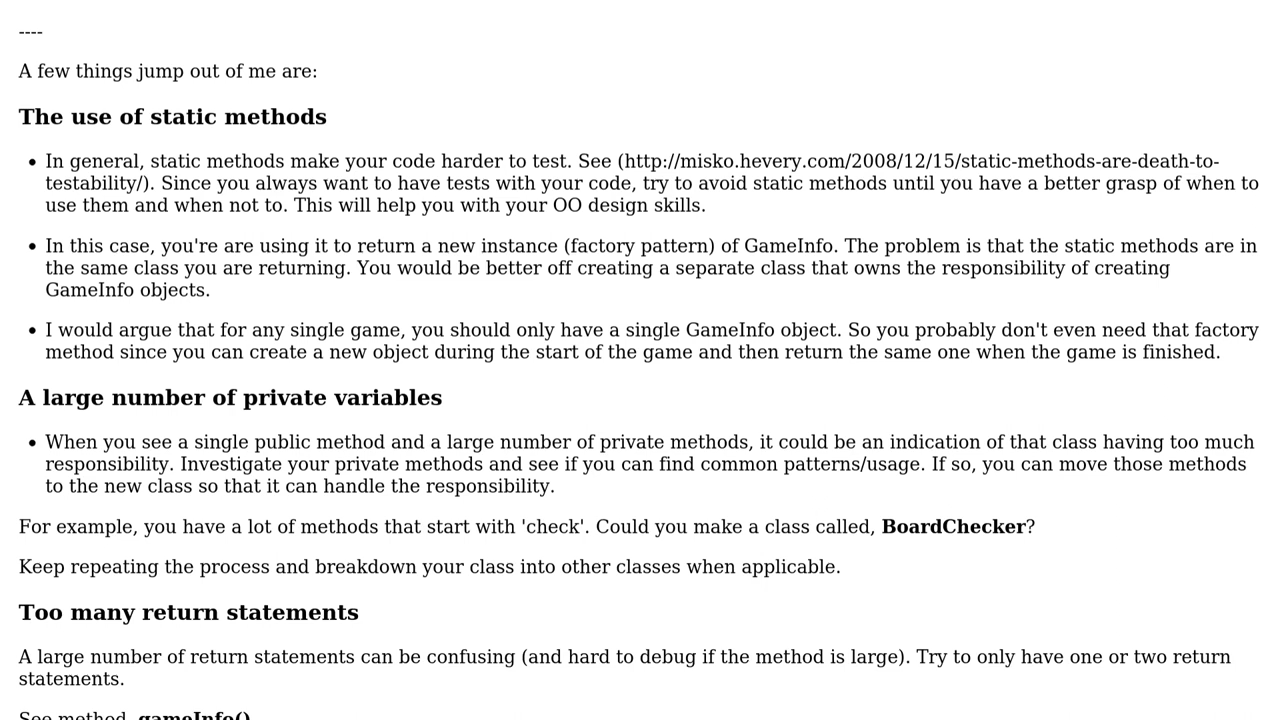 ----
A few things jump out of me are:
The use of static methods
• In general, static methods make your code harder to test. See (http://misko.hevery.com/2008/12/15/static-methods-are-death-to-
testability/). Since you always want to have tests with your code, try to avoid static methods until you have a better grasp of when to
use them and when not to. This will help you with your OO design skills.
• In this case, you're are using it to return a new instance (factory pattern) of GameInfo. The problem is that the static methods are in
the same class you are returning. You would be better off creating a separate class that owns the responsibility of creating
GameInfo objects.
• I would argue that for any single game, you should only have a single GameInfo object. So you probably don't even need that factory
method since you can create a new object during the start of the game and then return the same one when the game is finished.
A large number of private variables
• When you see a single public method and a large number of private methods, it could be an indication of that class having too much
responsibility. Investigate your private methods and see if you can find common patterns/usage. If so, you can move those methods
to the new class so that it can handle the responsibility.
For example, you have a lot of methods that start with 'check'. Could you make a class called, BoardChecker?
Keep repeating the process and breakdown your class into other classes when applicable.
Too many return statements
A large number of return statements can be confusing (and hard to debug if the method is large). Try to only have one or two return
statements.
See method, gameInfo()